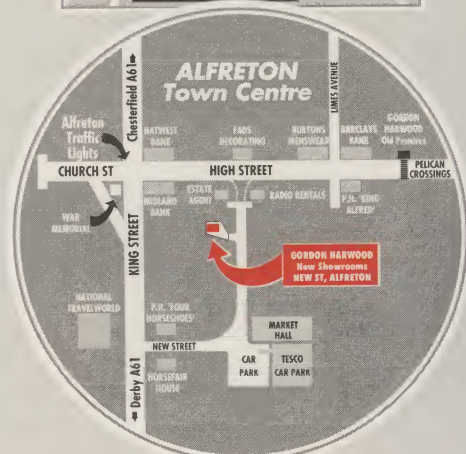 ALFRETON
Town Centre
Chesterfield A61
LIMES AVENUE
Alfreton
Traffic
Lights
NATWEST
BANK
FADS
DECORATING
BURTONS
MENSWEAR
BARCLAYS
BANK
GORDON
HARWOOD
Old Premises
CHURCH ST
HIGH STREET
PELICAN
CROSSINGS
WAR
MEMORIAL
KING STREET
MIDLAND
BANK
ESTATE
AGENT
RADIO RENTALS
P.H. 'KING
ALFRED'
GORDON HARWOOD
New Showrooms
NEW ST, ALFRETON
NATIONAL
TRAVELWORLD
P.H. 'FOUR
HORSESHOES'
NEW STREET
MARKET
HALL
HORSEFAIR
HOUSE
CAR
PARK
TESCO
CAR PARK
Derby A61